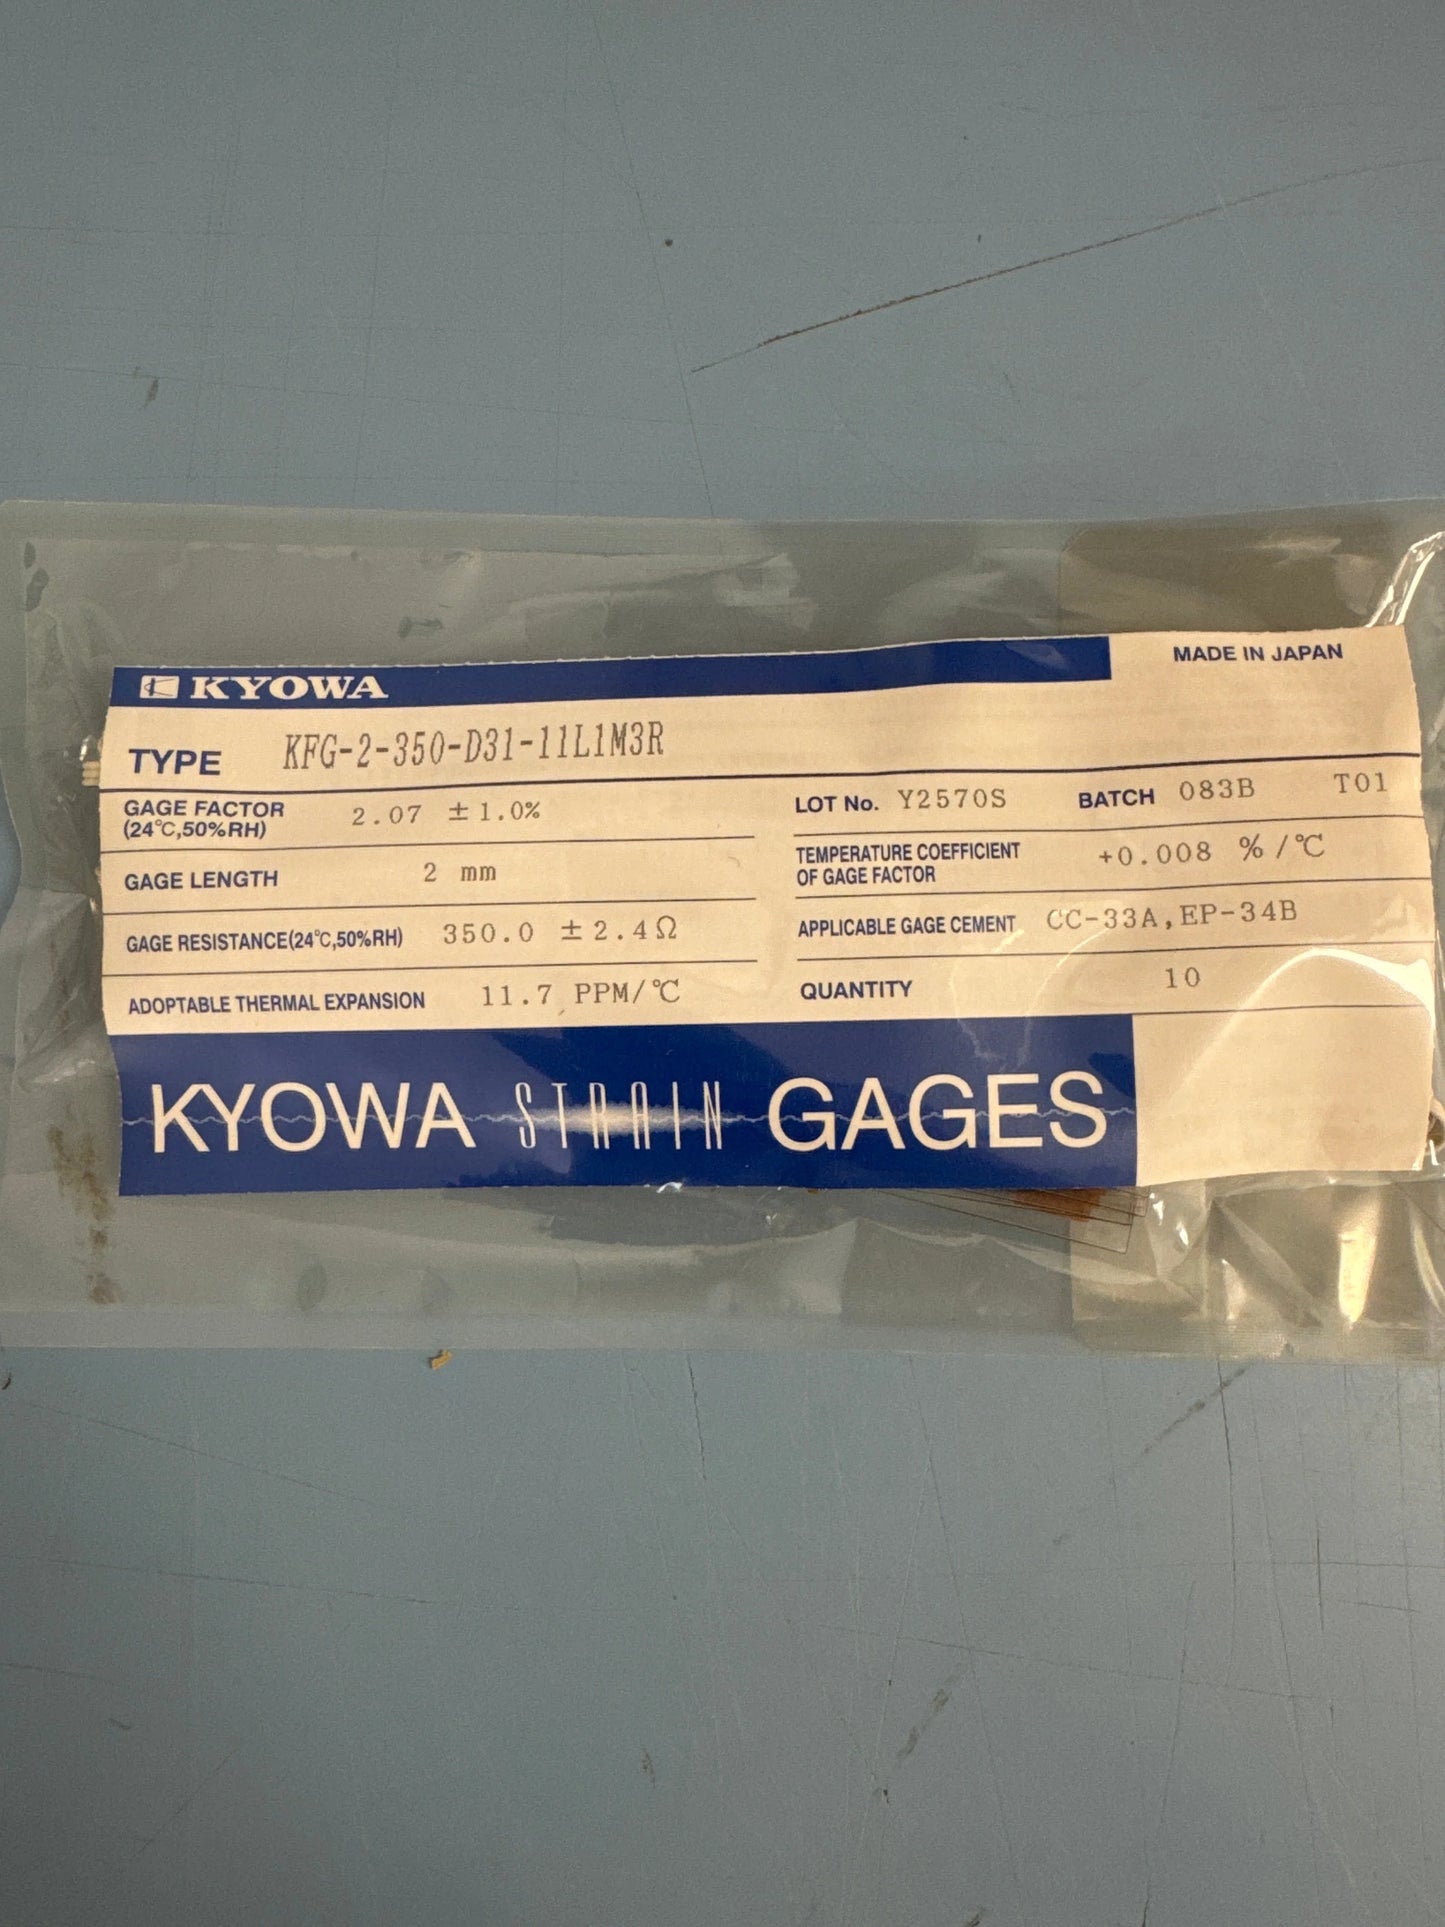 KYOWA
MADE IN JAPAN
TYPE KFG-2-350-D31-11L1M3R
GAGE FACTOR (24℃,50%RH) 2.07 ±1.0%
LOT No. Y2570S BATCH 083B T01
GAGE LENGTH 2 mm
TEMPERATURE COEFFICIENT OF GAGE FACTOR +0.008 %/℃
GAGE RESISTANCE(24℃,50%RH) 350.0 ±2.4Ω
APPLICABLE GAGE CEMENT CC-33A,EP-34B
ADOPTABLE THERMAL EXPANSION 11.7 PPM/℃
QUANTITY 10
KYOWA STRAIN GAGES